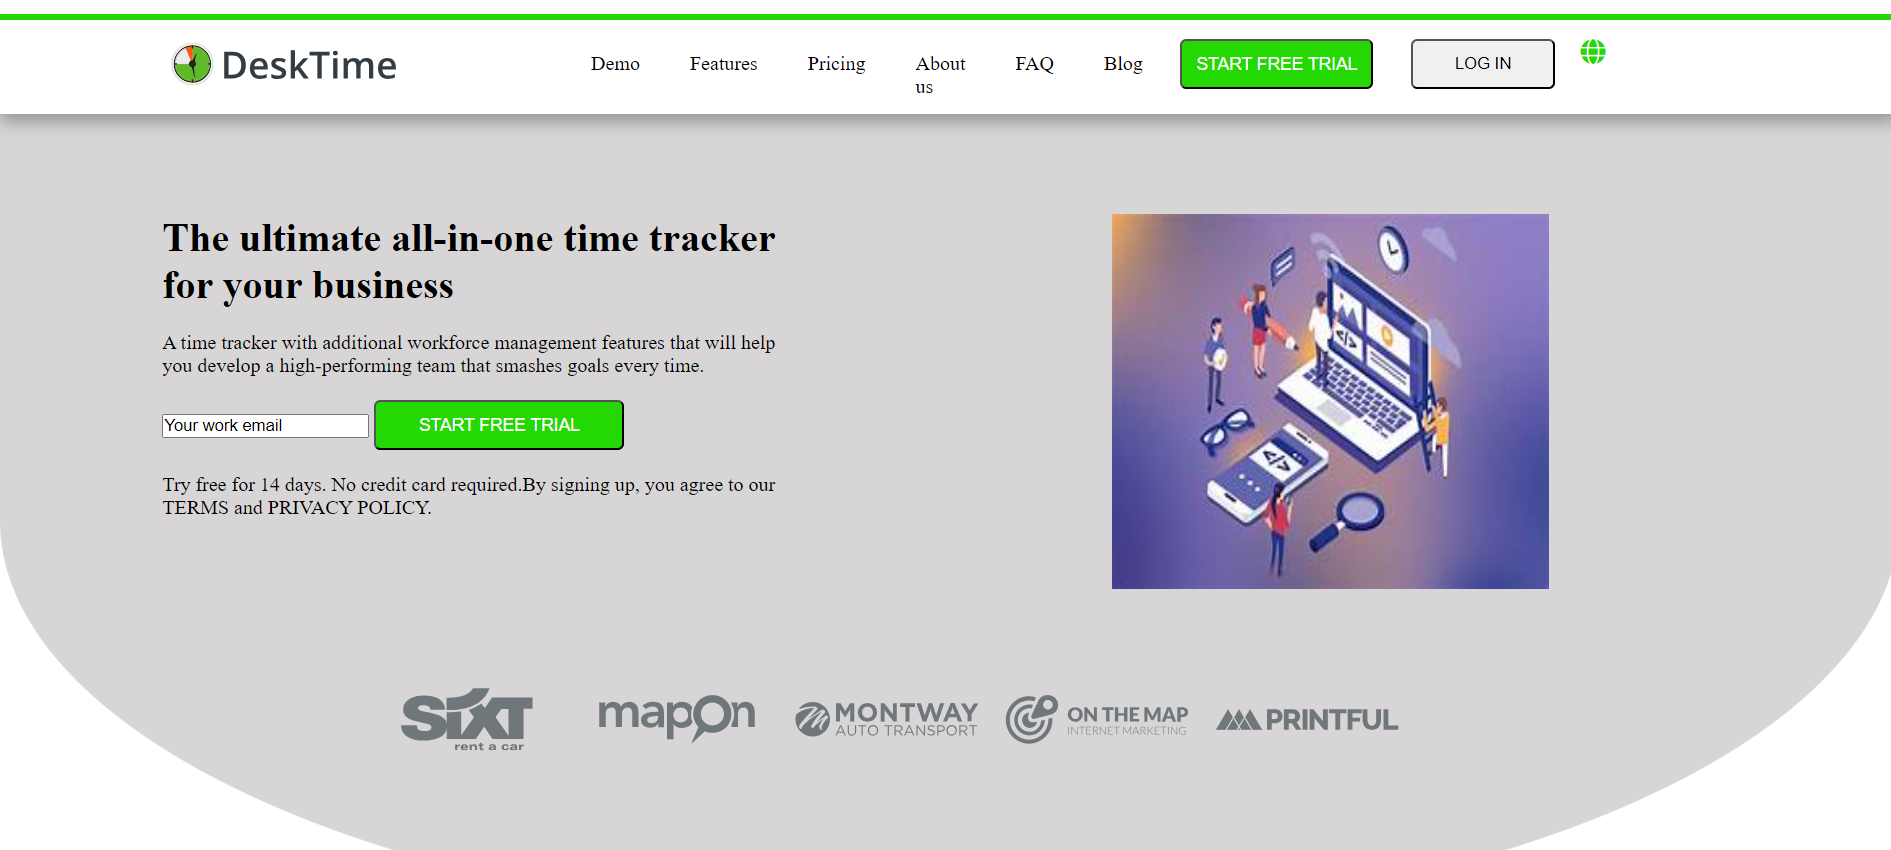 DeskTime
Demo
Features
Pricing
About
us
FAQ
Blog
START FREE TRIAL
LOG IN
The ultimate all-in-one time tracker
for your business
A time tracker with additional workforce management features that will help
you develop a high-performing team that smashes goals every time.
Your work email
START FREE TRIAL
Try free for 14 days. No credit card required.By signing up, you agree to our
TERMS and PRIVACY POLICY.
</>
</>
SiXT
rent a car
mapon
MONTWAY
AUTO TRANSPORT
ON THE MAP
INTERNET MARKETING
PRINTFUL